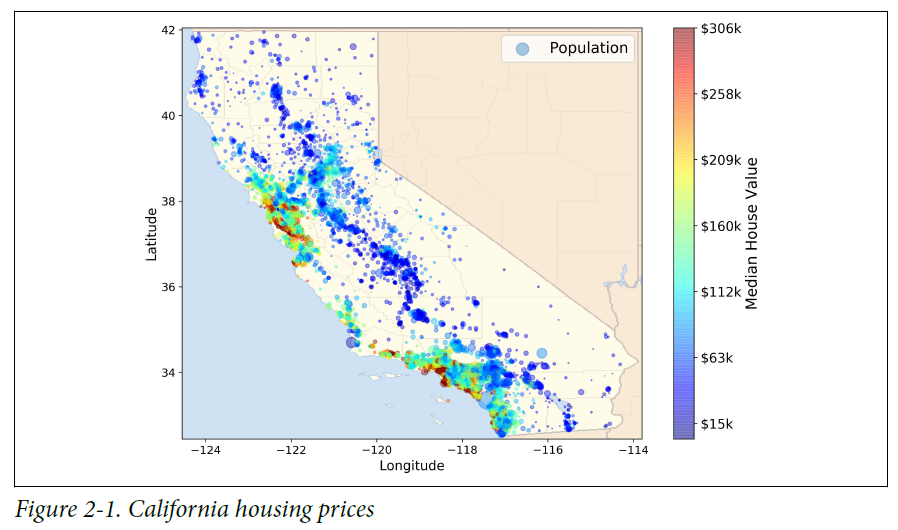 42
40
38
36
34
Latitude
−124
−122
−120
−118
−116
−114
Longitude
Population
$306k
$258k
$209k
$160k
$112k
$63k
$15k
Median House Value
Figure 2-1. California housing prices